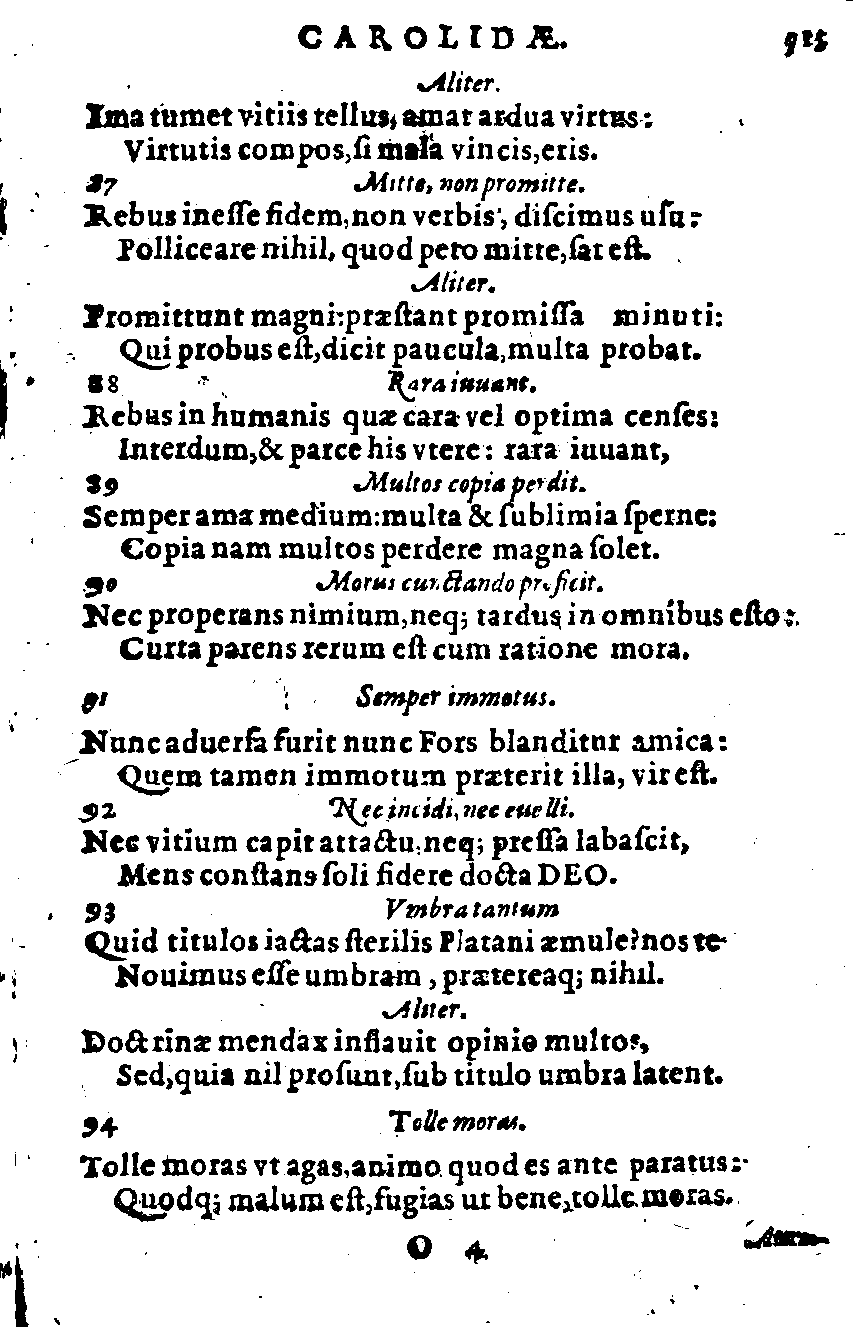 CAROLIDÆ. 915
Aliter.
Ima tumet vitiis tellus, amat ardua virtus:
Virtutis compos,ſi mala vincis,eris.
87 Mitte, non promitte.
Rebus ineſſe fidem,non verbis, diſcimus uſu:
Polliceare nihil, quod peto mitte,ſat eſt.
Aliter.
Promittunt magni:præſtant promiſſa minuti:
Qui probus eſt,dicit paucula,multa probat.
88 Rara iuuant.
Rebus in humanis quæ cara vel optima cenſes:
Interdum,& parce his vtere: rara iuuant,
89 Multos copia perdit.
Semper ama medium:multa & ſublimia ſperne:
Copia nam multos perdere magna ſolet.
90 Morus cunctando proficit.
Nec properans nimium,neq; tardus in omnibus eſto:
Curta parens rerum eſt cum ratione mora.
91 Semper immotus.
Nunc aduerſa furit nunc Fors blanditur amica:
Quem tamen immotum præterit illa, vir eſt.
92 Nec incidi, nec euelli.
Nec vitium capit attactu,neq; preſſa labaſcit,
Mens conſtans ſoli fidere docta DEO.
93 Vmbra tantum
Quid titulos iactas ſterilis Platani æmule?nos te
Nouimus eſſe umbram , prætereaq; nihil.
Aliter.
Doctrinæ mendax inflauit opinio multos,
Sed,quia nil proſunt,ſub titulo umbra latent.
94 Tolle moras.
Tolle moras vt agas,animo quod es ante paratus:
Quodq; malum eſt,fugias ut bene,tolle moras.
O 4